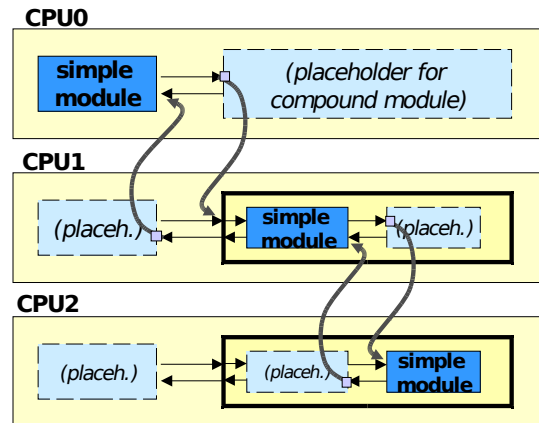 CPU0
simple
module
(placeholder for
compound module)
CPU1
(placeh.)
simple
module
(placeh.)
CPU2
(placeh.)
(placeh.)
simple
module